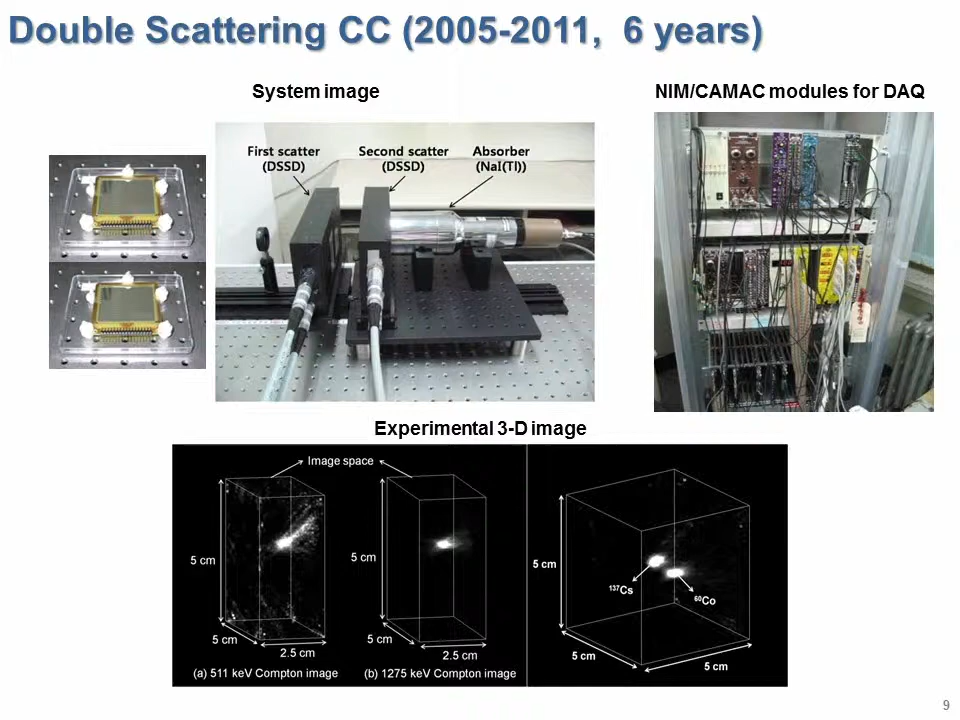 Double Scattering CC (2005-2011, 6 years)
System image
NIM/CAMAC modules for DAQ
First scatter
(DSSD)
Second scatter
(DSSD)
Absorber
(NaI(Tl))
Experimental 3-D image
Image space
5 cm
5 cm
2.5 cm
(a) 511 keV Compton image
5 cm
5 cm
2.5 cm
(b) 1275 keV Compton image
5 cm
137Cs
60Co
5 cm
5 cm
9